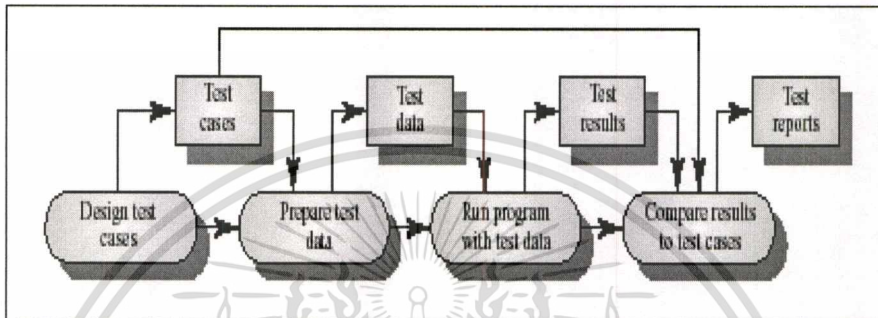 Test
cases
Test
data
Test
results
Test
reports
Design test
cases
Prepare test
data
Run program
with test data
Compare results
to test cases